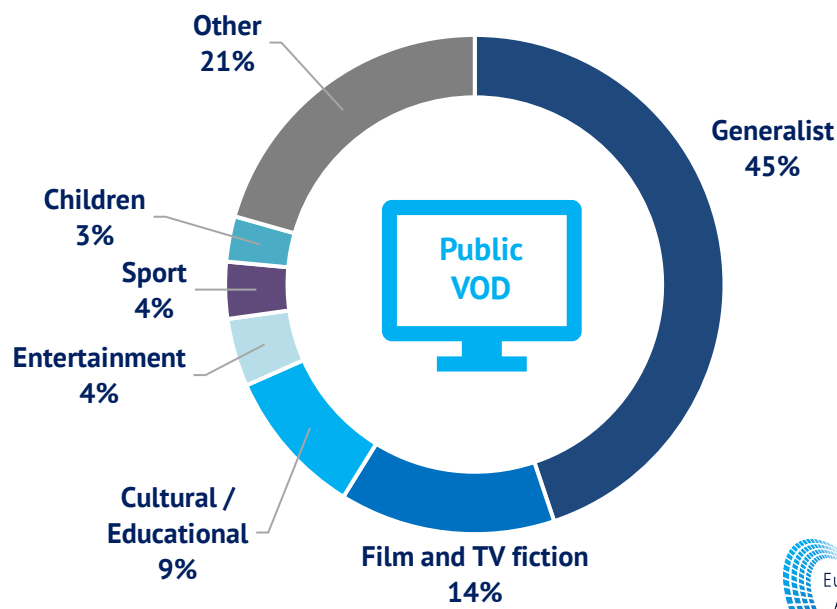 Other
21%
Generalist
45%
Children
3%
Public
VOD
Sport
4%
Entertainment
4%
Cultural /
Educational
9%
Film and TV fiction
14%